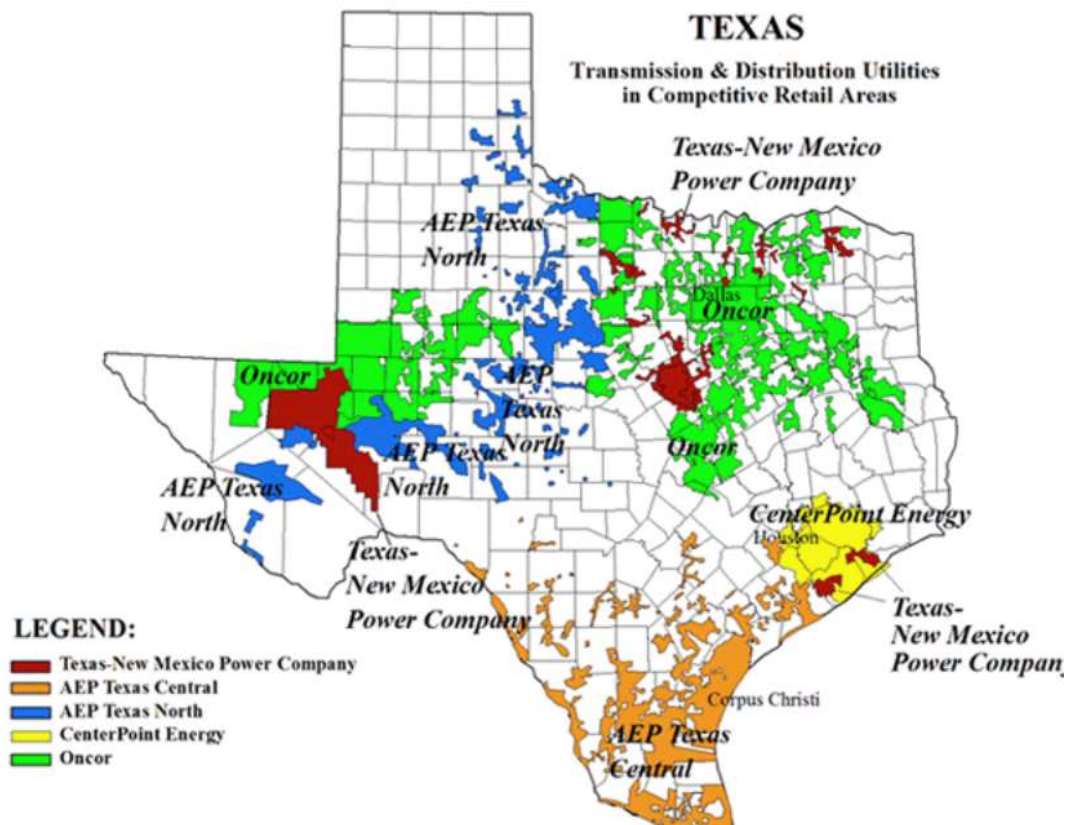 TEXAS
Transmission & Distribution Utilities
in Competitive Retail Areas
Texas-New Mexico
Power Company
AEP Texas
North
Dallas
Oncor
Oncor
AEP
Texas
North
Oncor
AEP Texas
North
AEP Texas
North
CenterPoint Energy
Houston
Texas-
New Mexico
Power Company
Texas-
New Mexico
Power Compan
Corpus Christi
AEP Texas
Central
LEGEND:
Texas-New Mexico Power Company
AEP Texas Central
AEP Texas North
CenterPoint Energy
Oncor